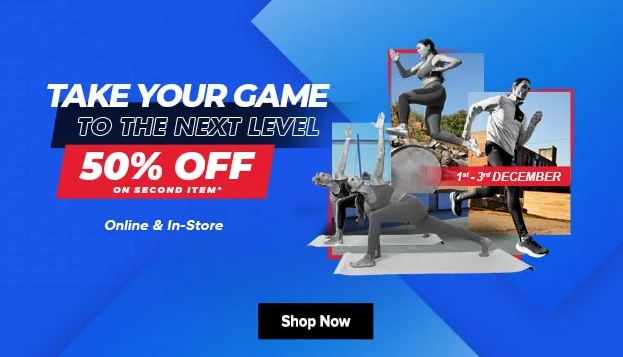 TAKE YOUR GAME
TO THE NEXT LEVEL
50% OFF
ON SECOND ITEM*
Online & In-Store
1st - 3rd DECEMBER
Shop Now